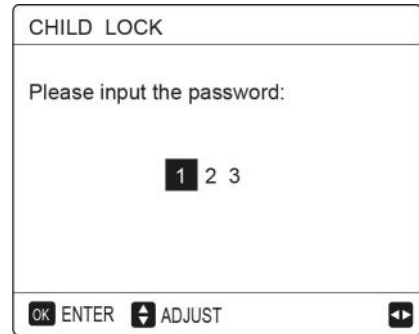 CHILD LOCK
Please input the password:
1 2 3
OK ENTER ADJUST